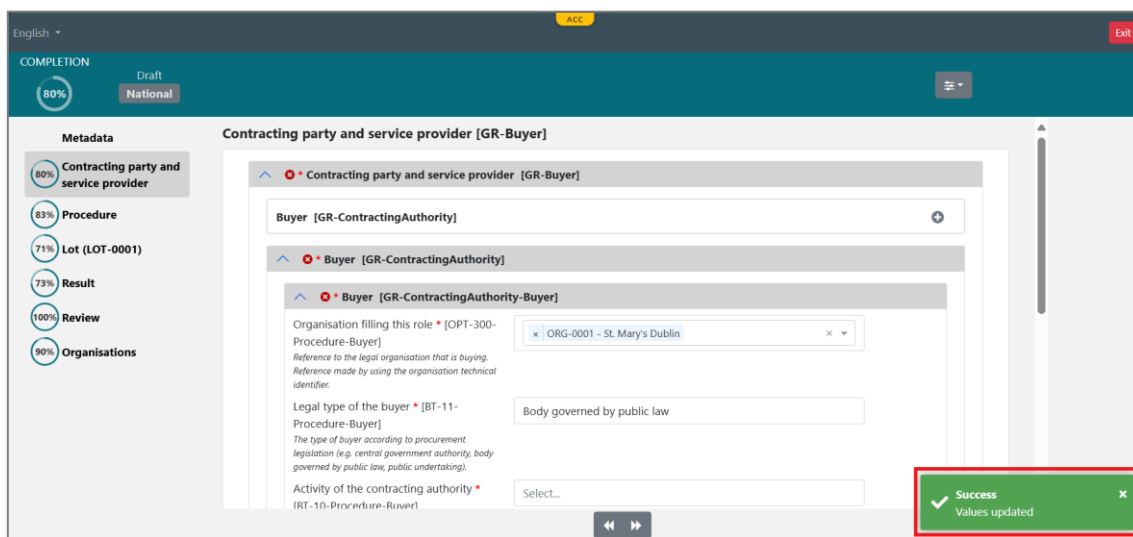 ACC
English
Exit
COMPLETION
80%
Draft
National
Metadata
80% Contracting party and
service provider
83% Procedure
71% Lot (LOT-0001)
73% Result
100% Review
90% Organisations
Contracting party and service provider [GR-Buyer]
* Contracting party and service provider [GR-Buyer]
Buyer [GR-ContractingAuthority]
* Buyer [GR-ContractingAuthority]
* Buyer [GR-ContractingAuthority-Buyer]
Organisation filling this role * [OPT-300-
Procedure-Buyer]
Reference to the legal organisation that is buying.
Reference made by using the organisation technical
identifier.
× ORG-0001 - St. Mary's Dublin ×
Legal type of the buyer * [BT-11-
Procedure-Buyer]
The type of buyer according to procurement
legislation (e.g. central government authority, body
governed by public law, public undertaking).
Body governed by public law
Activity of the contracting authority *
[BT-10-Procedure-Buyer]
Select...
Success ×
Values updated